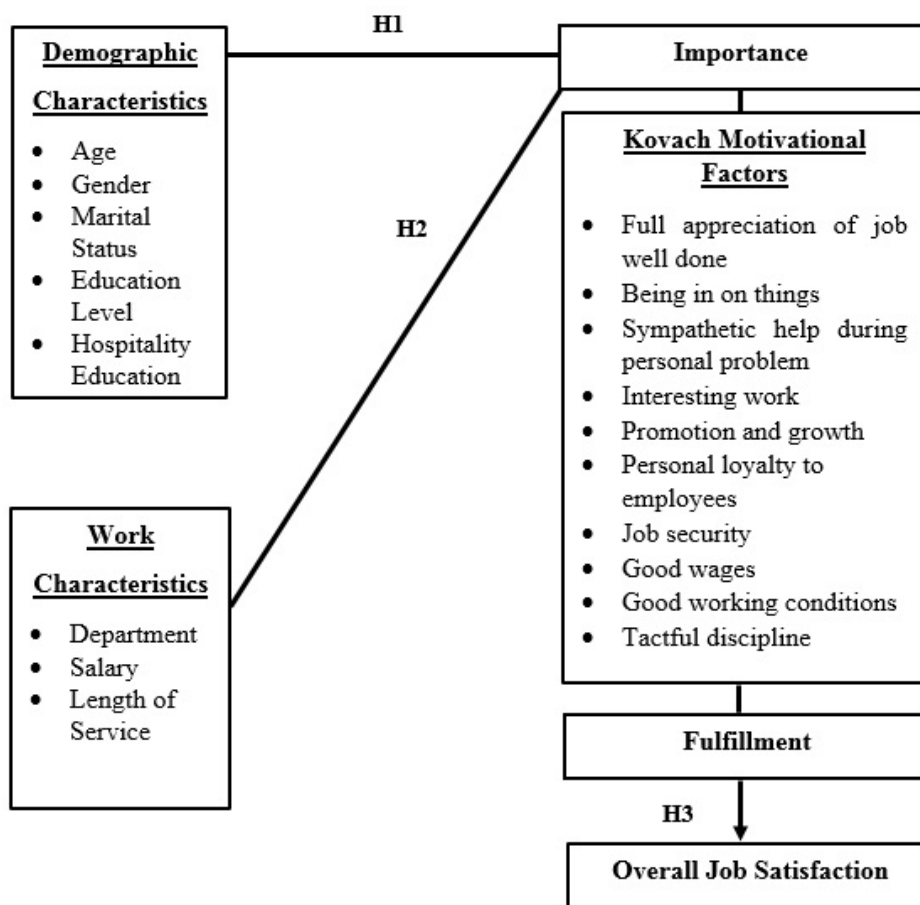 H1
Demographic
Characteristics
• Age
• Gender
• Marital
Status
• Education
Level
• Hospitality
Education
H2
Work
Characteristics
• Department
• Salary
• Length of
Service
Importance
Kovach Motivational
Factors
• Full appreciation of job
well done
• Being in on things
• Sympathetic help during
personal problem
• Interesting work
• Promotion and growth
• Personal loyalty to
employees
• Job security
• Good wages
• Good working conditions
• Tactful discipline
Fulfillment
H3
Overall Job Satisfaction